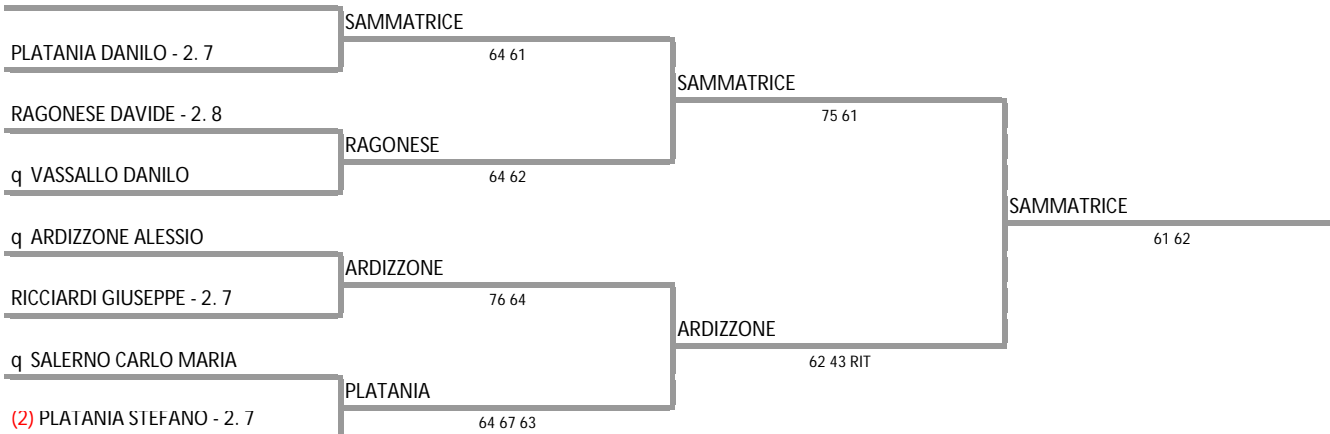 SAMMATRICE
PLATANIA DANILO - 2. 7
64 61
SAMMATRICE
RAGONESE DAVIDE - 2. 8
75 61
RAGONESE
q VASSALLO DANILO
64 62
SAMMATRICE
q ARDIZZONE ALESSIO
61 62
ARDIZZONE
RICCIARDI GIUSEPPE - 2. 7
76 64
ARDIZZONE
q SALERNO CARLO MARIA
62 43 RIT
PLATANIA
(2) PLATANIA STEFANO - 2. 7
64 67 63